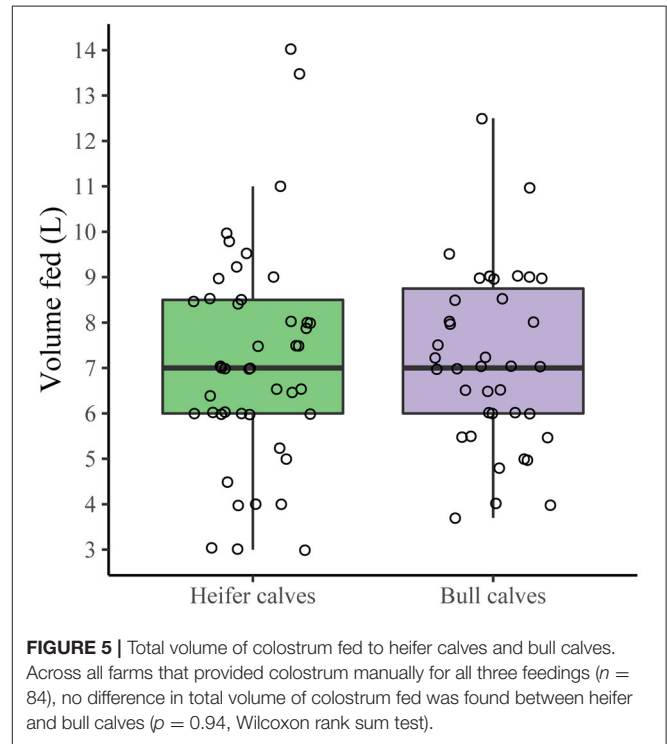 14
13
12
11
10
9
8
7
6
5
4
3
Volume fed (L)
Heifer calves Bull calves
FIGURE 5 | Total volume of colostrum fed to heifer calves and bull calves.
Across all farms that provided colostrum manually for all three feedings (n =
84), no difference in total volume of colostrum fed was found between heifer
and bull calves (p = 0.94, Wilcoxon rank sum test).